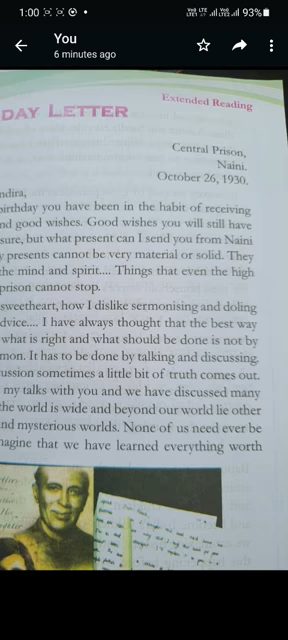 1:00
93%
You
6 minutes ago
DAY LETTER
Extended Reading
Central Prison,
Naini.
October 26, 1930.
ndira,
birthday you have been in the habit of receiving
nd good wishes. Good wishes you will still have
sure, but what present can I send you from Naini
y presents cannot be very material or solid. They
the mind and spirit.... Things that even the high
prison cannot stop.
sweetheart, how I dislike sermonising and doling
dvice.... I have always thought that the best way
what is right and what should be done is not by
mon. It has to be done by talking and discussing.
ussion sometimes a little bit of truth comes out.
my talks with you and we have discussed many
the world is wide and beyond our world lie other
nd mysterious worlds. None of us need ever be
nagine that we have learned everything worth